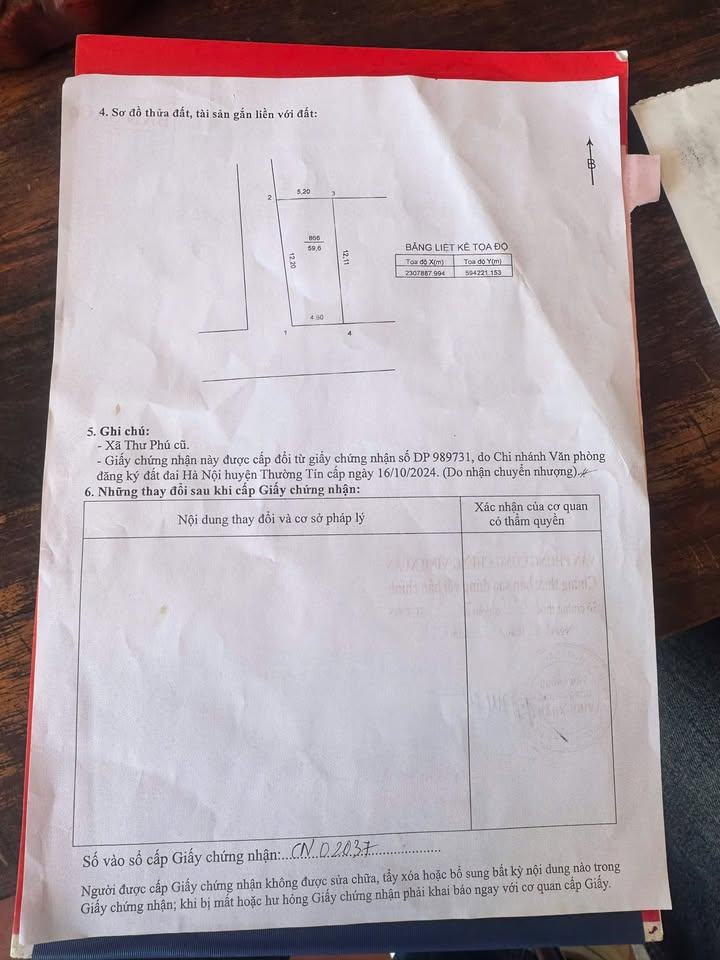 4. Sơ đồ thửa đất, tài sản gắn liền với đất:
B
5,20
2
3
866
59,6
12,20
12,11
4,60
1
4
BẢNG LIỆT KÊ TỌA ĐỘ
Tọa độ X(m) Tọa độ Y(m)
2307887.994 594221.153
5. Ghi chú:
- Xã Thư Phú cũ.
- Giấy chứng nhận này được cấp đổi từ giấy chứng nhận số DP 989731, do Chi nhánh Văn phòng
đăng ký đất đai Hà Nội huyện Thường Tín cấp ngày 16/10/2024. (Do nhận chuyển nhượng).
6. Những thay đổi sau khi cấp Giấy chứng nhận:
Nội dung thay đổi và cơ sở pháp lý
Xác nhận của cơ quan
có thẩm quyền
Số vào sổ cấp Giấy chứng nhận: CN 02037
Người được cấp Giấy chứng nhận không được sửa chữa, tẩy xóa hoặc bổ sung bất kỳ nội dung nào trong
Giấy chứng nhận; khi bị mất hoặc hư hỏng Giấy chứng nhận phải khai báo ngay với cơ quan cấp Giấy.